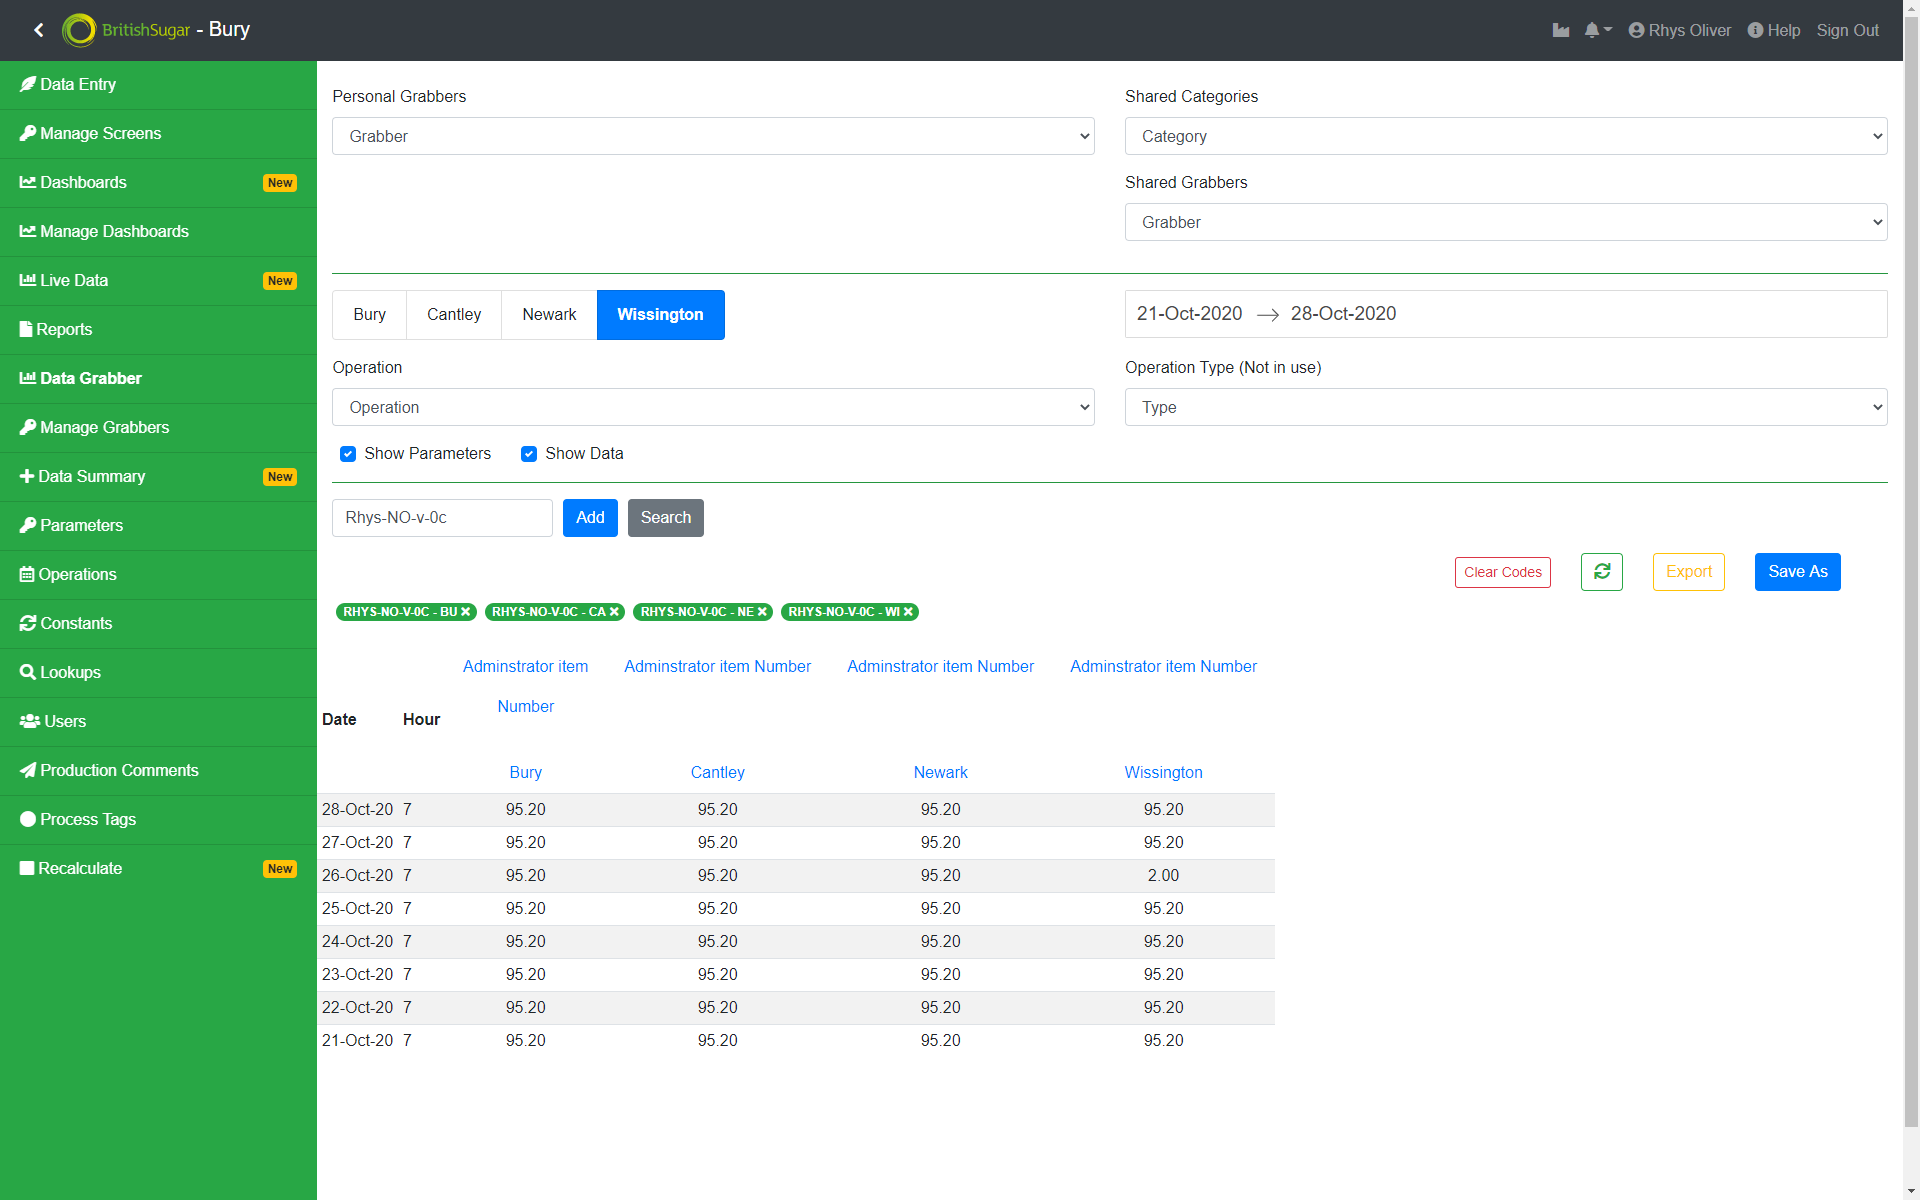 BritishSugar - Bury
Rhys Oliver Help Sign Out
Data Entry
Manage Screens
Dashboards New
Manage Dashboards
Live Data New
Reports
Data Grabber
Manage Grabbers
Data Summary New
Parameters
Operations
Constants
Lookups
Users
Production Comments
Process Tags
Recalculate New
Personal Grabbers
Grabber
Shared Categories
Category
Shared Grabbers
Grabber
Bury Cantley Newark Wissington
21-Oct-2020 → 28-Oct-2020
Operation
Operation
Operation Type (Not in use)
Type
Show Parameters Show Data
Rhys-NO-v-0c Add Search
Clear Codes Export Save As
RHYS-NO-V-0C - BU RHYS-NO-V-0C - CA RHYS-NO-V-0C - NE RHYS-NO-V-0C - WI
Adminstrator item Adminstrator item Number Adminstrator item Number Adminstrator item Number
Number
Date Hour
Bury Cantley Newark Wissington
28-Oct-20 7 95.20 95.20 95.20 95.20
27-Oct-20 7 95.20 95.20 95.20 95.20
26-Oct-20 7 95.20 95.20 95.20 2.00
25-Oct-20 7 95.20 95.20 95.20 95.20
24-Oct-20 7 95.20 95.20 95.20 95.20
23-Oct-20 7 95.20 95.20 95.20 95.20
22-Oct-20 7 95.20 95.20 95.20 95.20
21-Oct-20 7 95.20 95.20 95.20 95.20